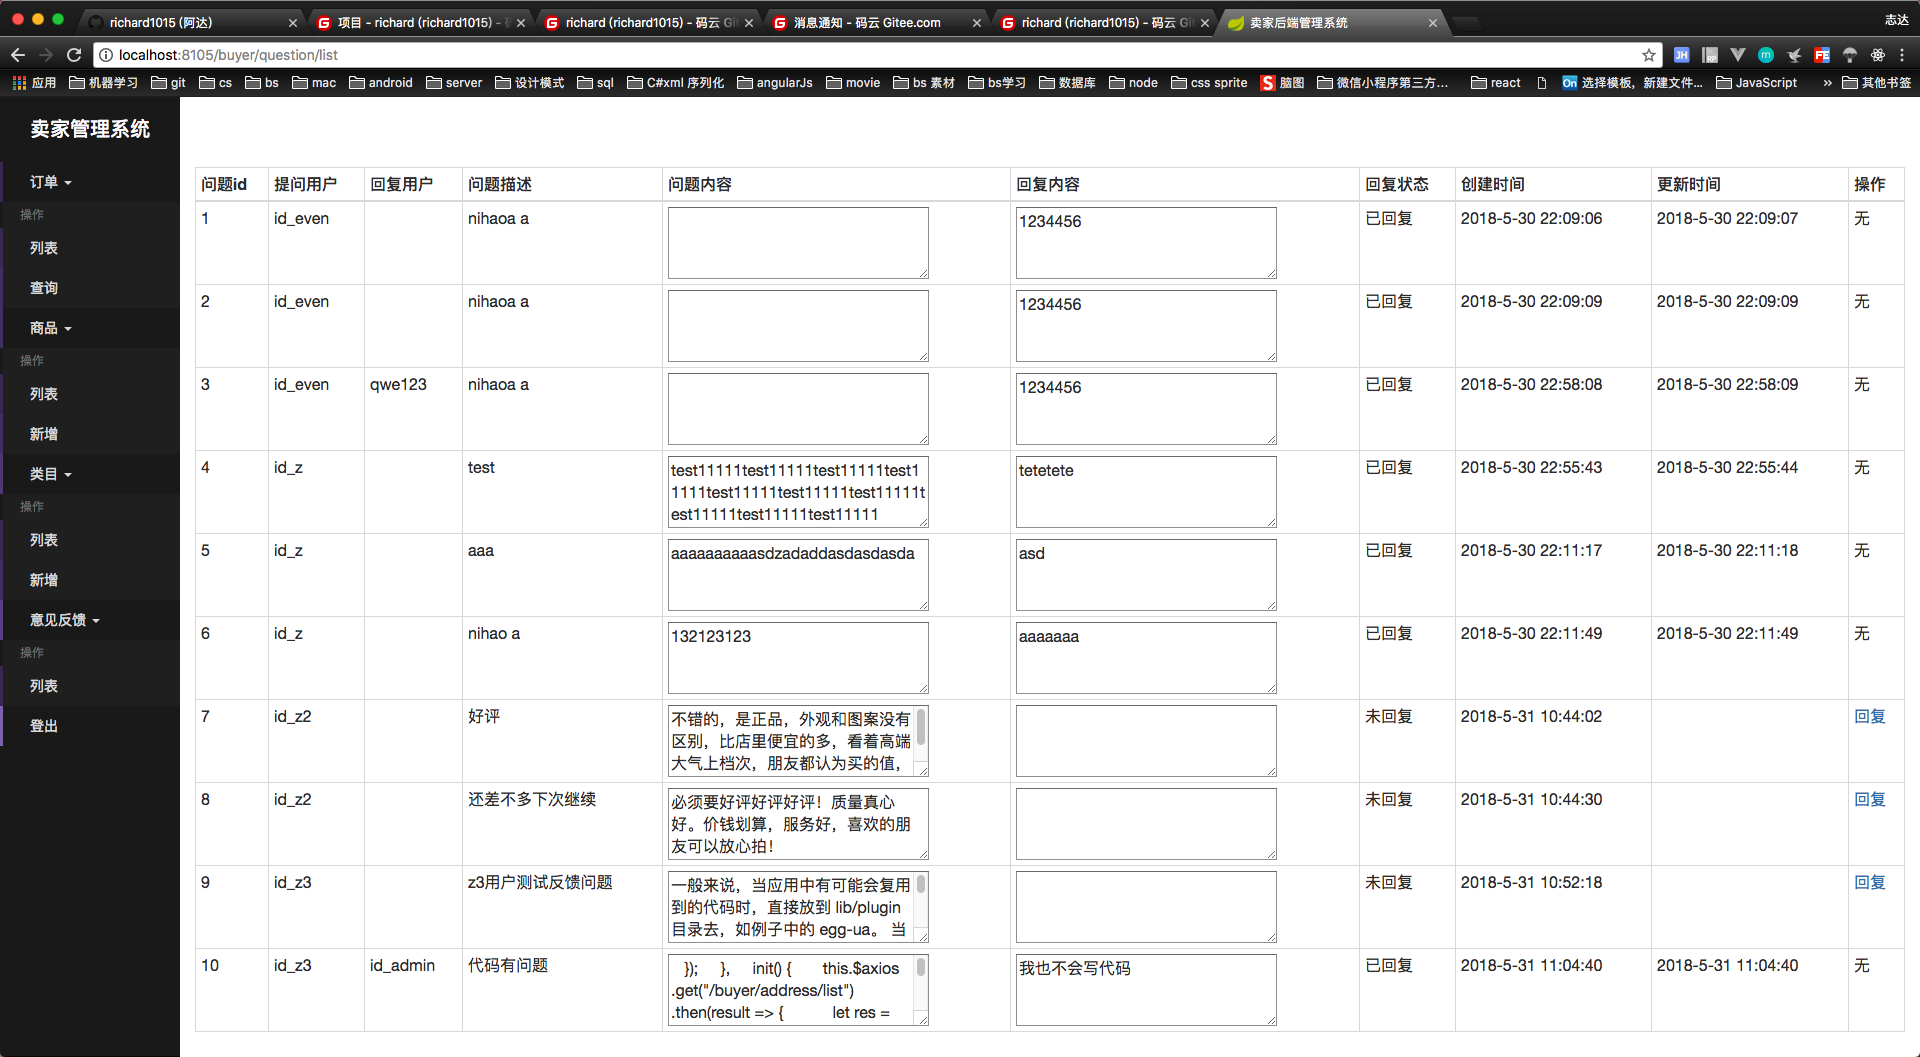 richard1015 (阿达)
项目 - richard (richard1015) -
richard (richard1015) - 码云 Gi
消息通知 - 码云 Gitee.com
richard (richard1015) - 码云 Gi
卖家后端管理系统
志达
localhost:8105/buyer/question/list
应用 机器学习 git cs bs mac android server 设计模式 sql C#xml 序列化 angularJs movie bs 素材 bs学习 数据库 node css sprite 脑图 微信小程序第三方... react 选择模板，新建文件... JavaScript » 其他书签
卖家管理系统
订单
操作
列表
查询
商品
操作
列表
新增
类目
操作
列表
新增
意见反馈
操作
列表
登出
问题id 提问用户 回复用户 问题描述 问题内容 回复内容 回复状态 创建时间 更新时间 操作
1 id_even nihaoa a 1234456 已回复 2018-5-30 22:09:06 2018-5-30 22:09:07 无
2 id_even nihaoa a 1234456 已回复 2018-5-30 22:09:09 2018-5-30 22:09:09 无
3 id_even qwe123 nihaoa a 1234456 已回复 2018-5-30 22:58:08 2018-5-30 22:58:09 无
4 id_z test test11111test11111test11111test1 tetetete 已回复 2018-5-30 22:55:43 2018-5-30 22:55:44 无
1111test11111test11111test11111t
est11111test11111test11111
5 id_z aaa aaaaaaaaaasdzadaddasdasdasda asd 已回复 2018-5-30 22:11:17 2018-5-30 22:11:18 无
6 id_z nihao a 132123123 aaaaaaa 已回复 2018-5-30 22:11:49 2018-5-30 22:11:49 无
7 id_z2 好评 不错的，是正品，外观和图案没有 未回复 2018-5-31 10:44:02 回复
区别，比店里便宜的多，看着高端
大气上档次，朋友都认为买的值，
8 id_z2 还差不多下次继续 必须要好评好评好评！质量真心 未回复 2018-5-31 10:44:30 回复
好。价钱划算，服务好，喜欢的朋
友可以放心拍！
9 id_z3 z3用户测试反馈问题 一般来说，当应用中有可能会复用 未回复 2018-5-31 10:52:18 回复
到的代码时，直接放到 lib/plugin
目录去，如例子中的 egg-ua。 当
10 id_z3 id_admin 代码有问题 }); }, init() { this.$axios 我也不会写代码 已回复 2018-5-31 11:04:40 2018-5-31 11:04:40 无
.get("/buyer/address/list")
.then(result => { let res =